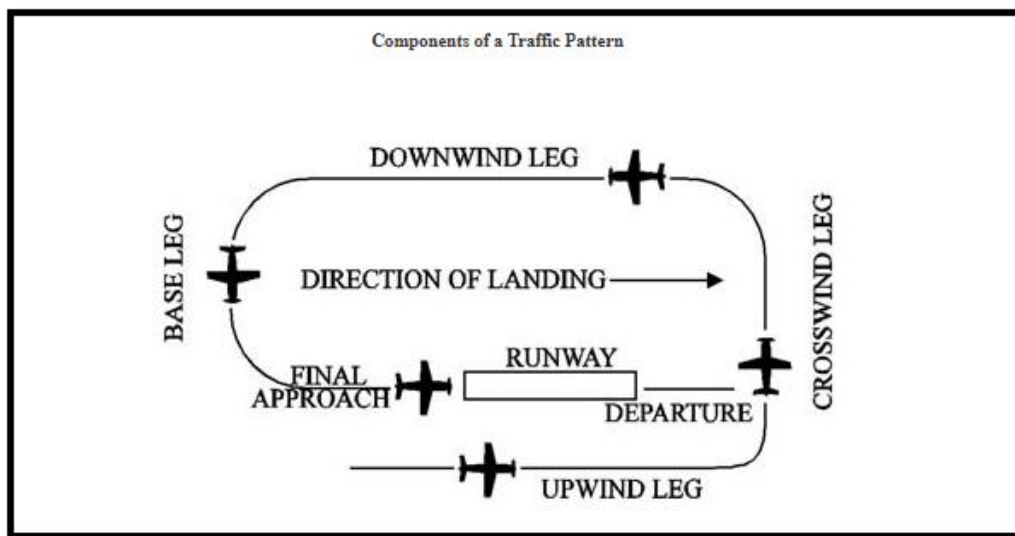 Components of a Traffic Pattern
DOWNWIND LEG
BASE LEG
DIRECTION OF LANDING
CROSSWIND LEG
RUNWAY
FINAL
APPROACH
DEPARTURE
UPWIND LEG